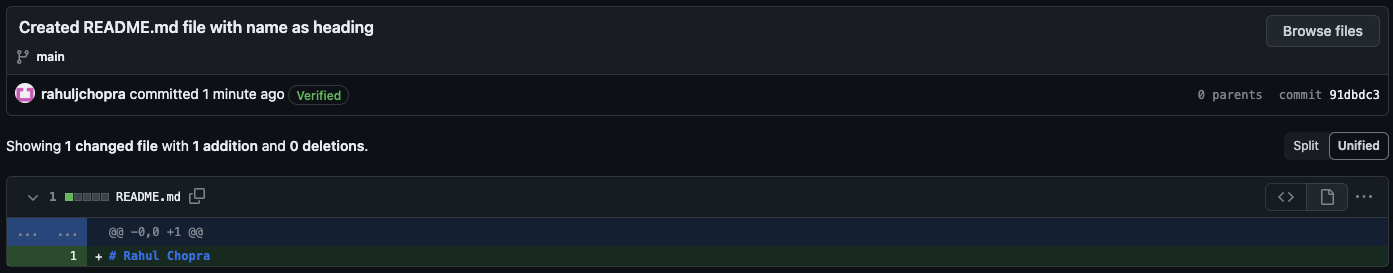 Created README.md file with name as heading
Browse files
main
rahuljchopra committed 1 minute ago Verified
0 parents commit 91dbdc3
Showing 1 changed file with 1 addition and 0 deletions.
Split Unified
1 README.md
... ... @@ -0,0 +1 @@
1 + # Rahul Chopra